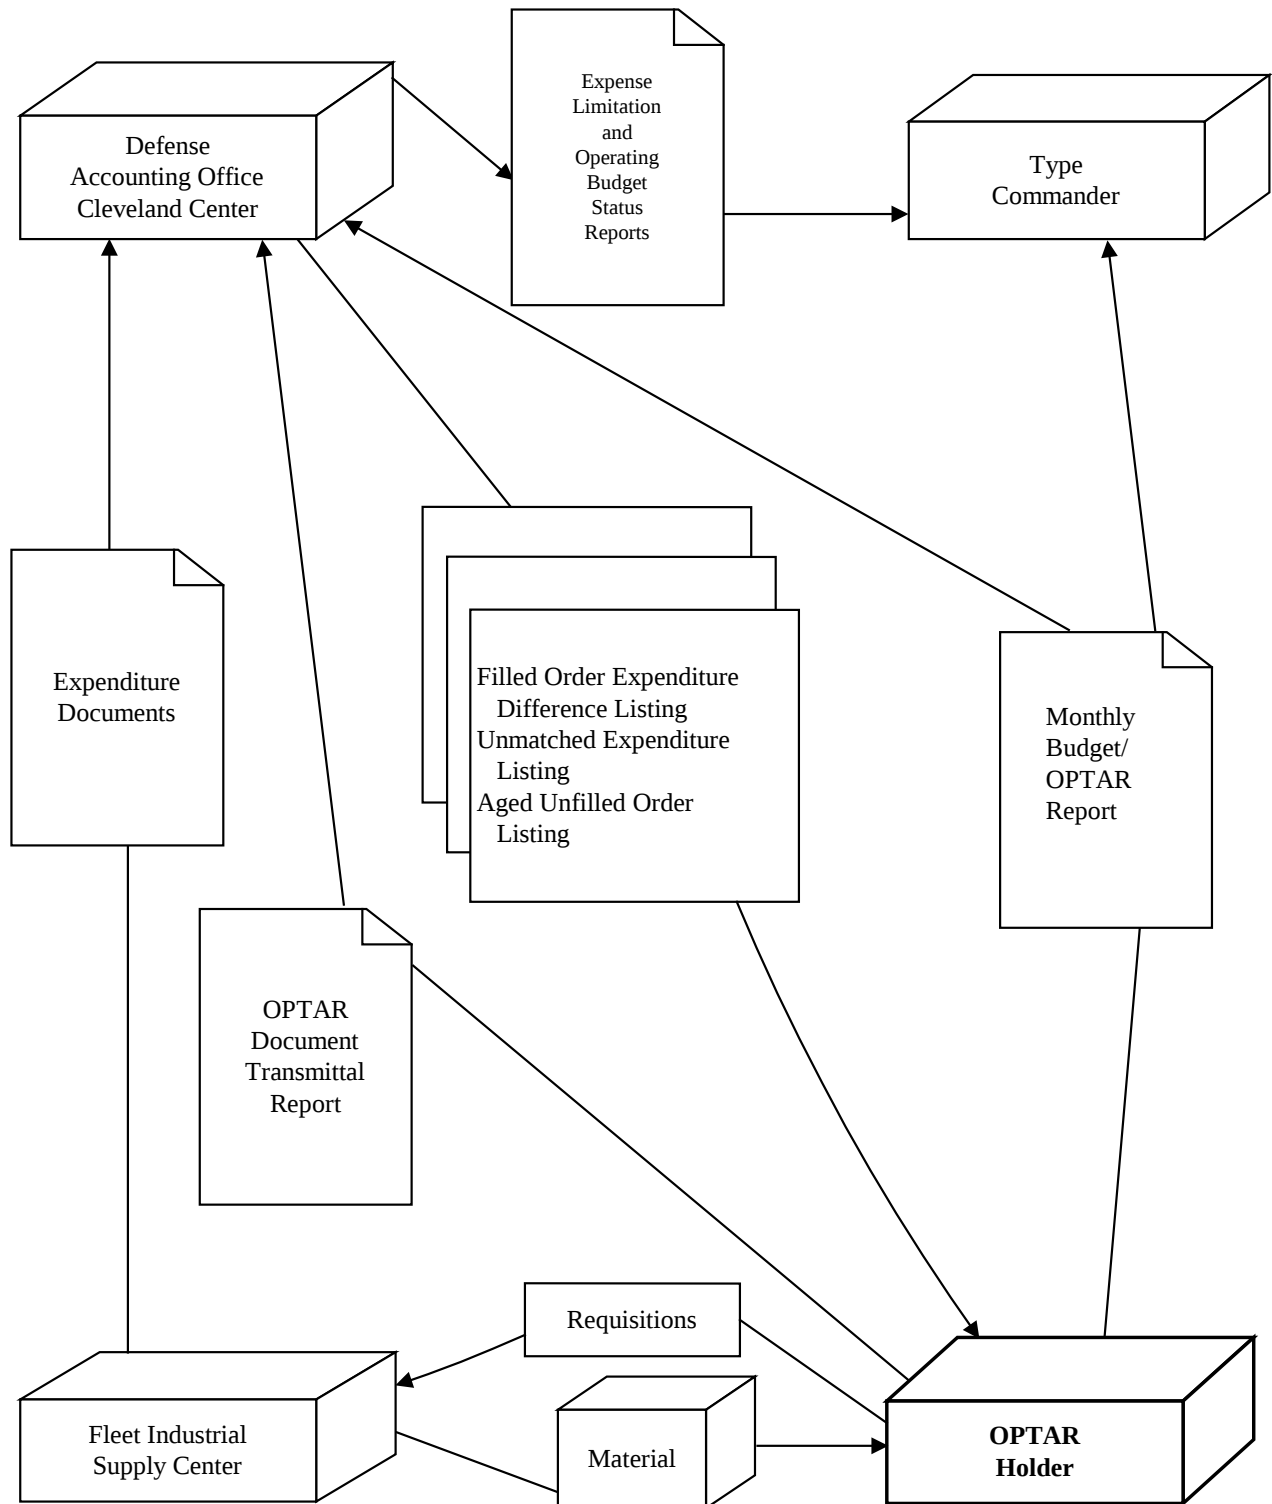 Expense
Limitation
and
Operating
Budget
Status
Reports
Defense
Accounting Office
Cleveland Center
Type
Commander
Expenditure
Documents
Filled Order Expenditure
Difference Listing
Unmatched Expenditure
Listing
Aged Unfilled Order
Listing
Monthly
Budget/
OPTAR
Report
OPTAR
Document
Transmittal
Report
Requisitions
Fleet Industrial
Supply Center
Material
OPTAR
Holder